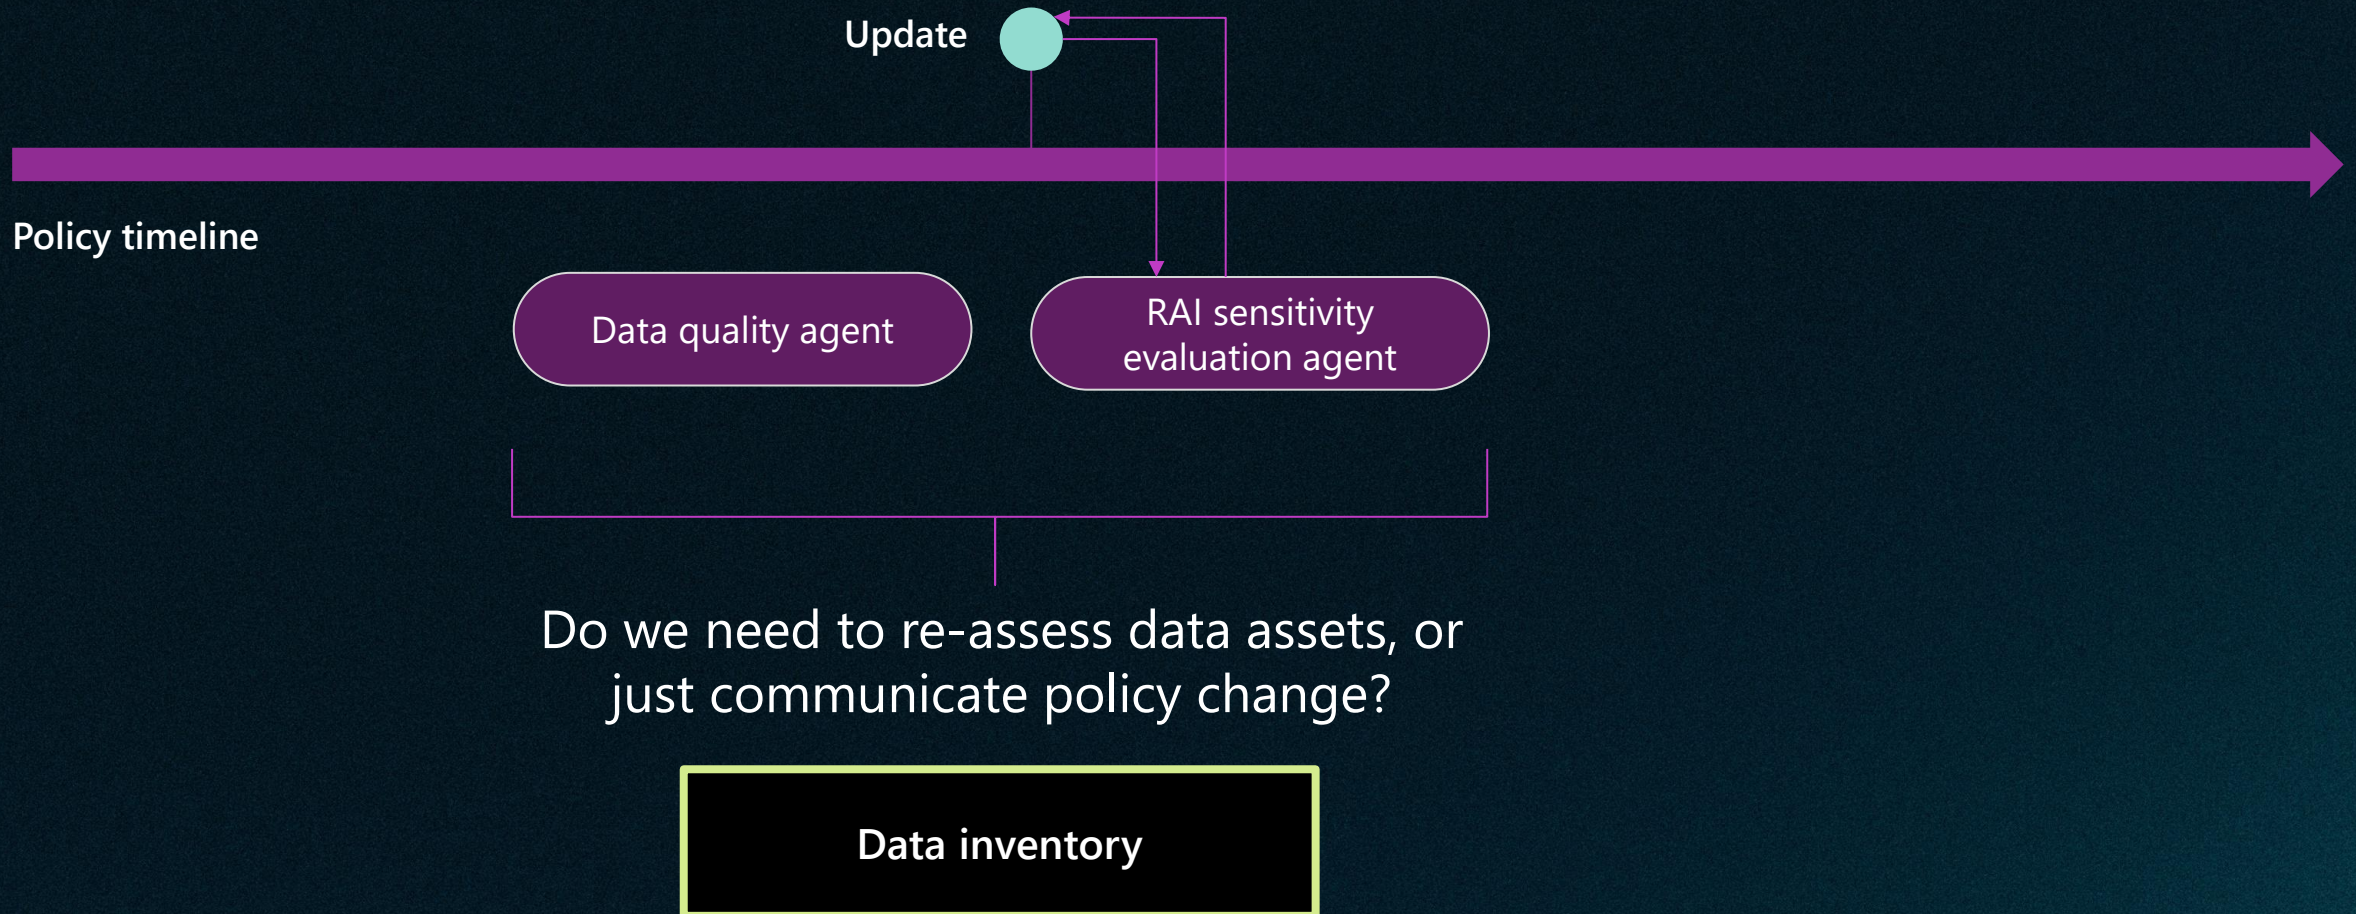 Update
Policy timeline
Data quality agent
RAI sensitivity
evaluation agent
Do we need to re-assess data assets, or
just communicate policy change?
Data inventory